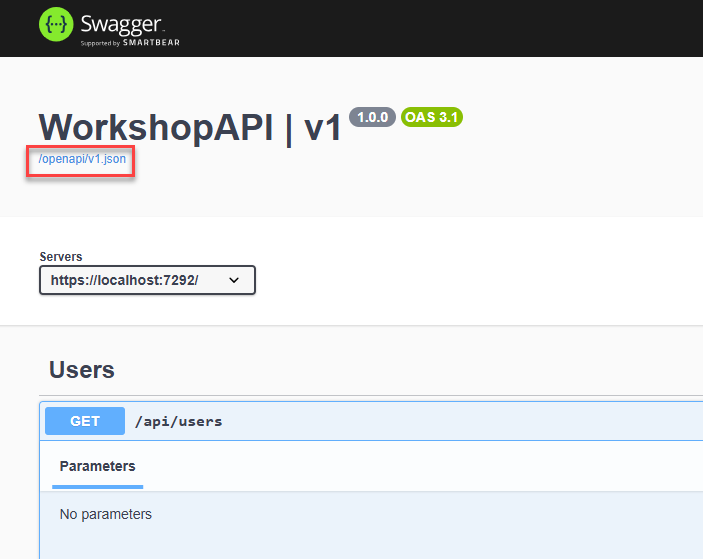 Swagger
Supported by SMARTBEAR
WorkshopAPI | v1 1.0.0 OAS 3.1
/openapi/v1.json
Servers
https://localhost:7292/
Users
GET /api/users
Parameters
No parameters